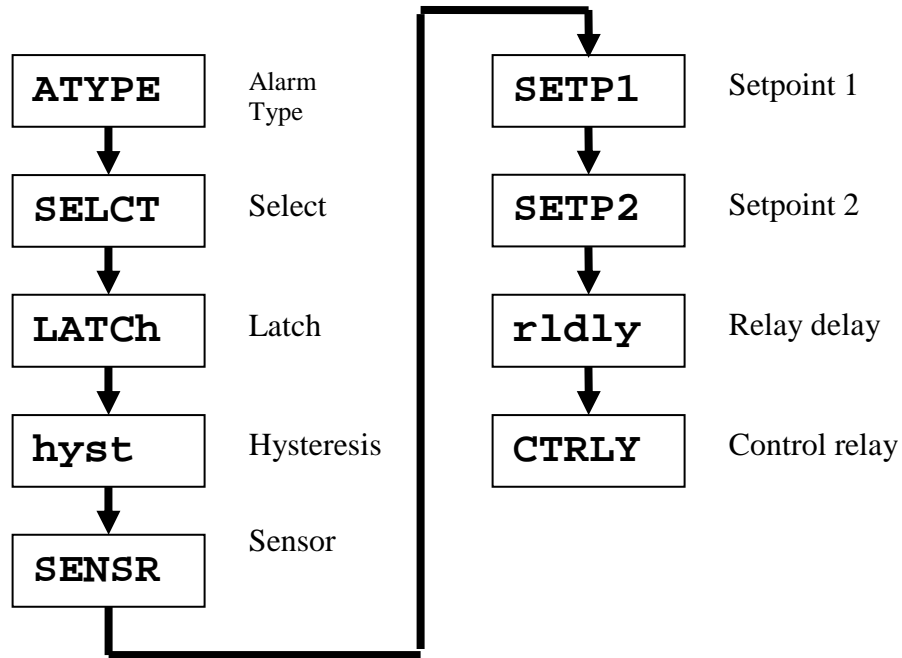 ATYPE
Alarm
Type
SELCT
Select
LATCh
Latch
hyst
Hysteresis
SENSR
Sensor
SETP1
Setpoint 1
SETP2
Setpoint 2
rldly
Relay delay
CTRLY
Control relay